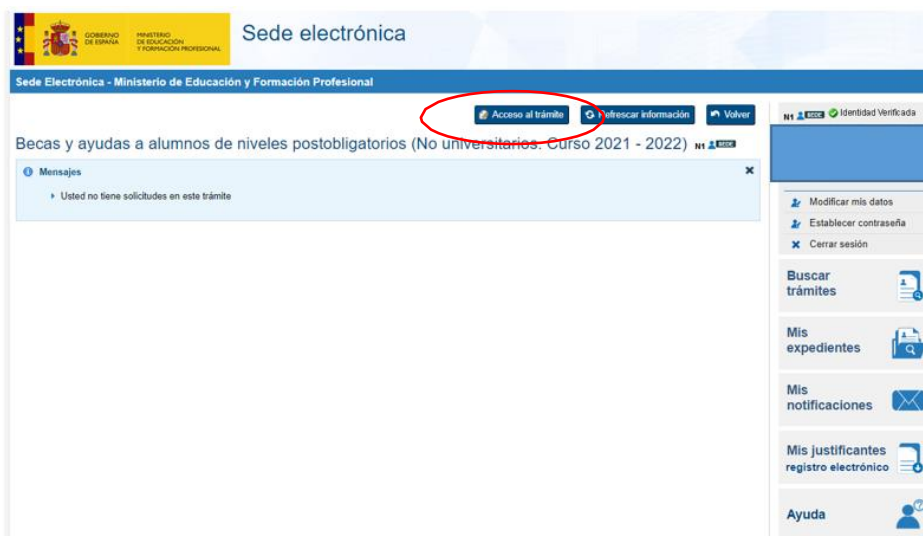 GOBIERNO
DE ESPAÑA
MINISTERIO
DE EDUCACIÓN
Y FORMACIÓN PROFESIONAL
Sede electrónica
Sede Electrónica - Ministerio de Educación y Formación Profesional
Acceso al trámite Refrescar información Volver
Becas y ayudas a alumnos de niveles postobligatorios (No universitarios. Curso 2021 - 2022) N1 SEDE
Mensajes
Usted no tiene solicitudes en este trámite
N1 SEDE Identidad Verificada
Modificar mis datos
Establecer contraseña
Cerrar sesión
Buscar
trámites
Mis
expedientes
Mis
notificaciones
Mis justificantes
registro electrónico
Ayuda